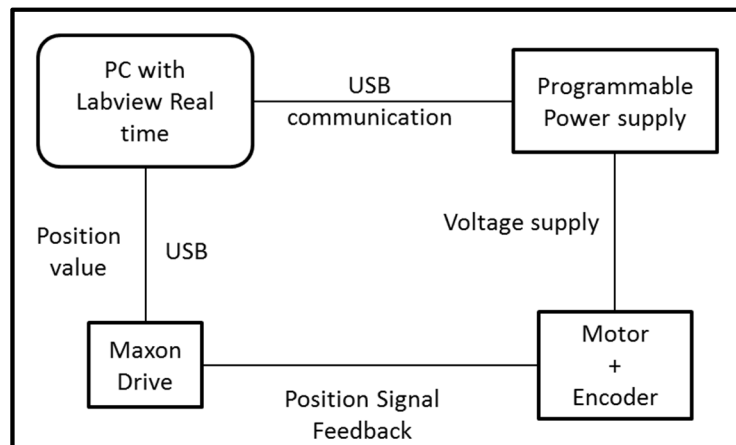 PC with
Labview Real
time
USB
communication
Programmable
Power supply
Position
value
USB
Voltage supply
Maxon
Drive
Position Signal
Feedback
Motor
+
Encoder